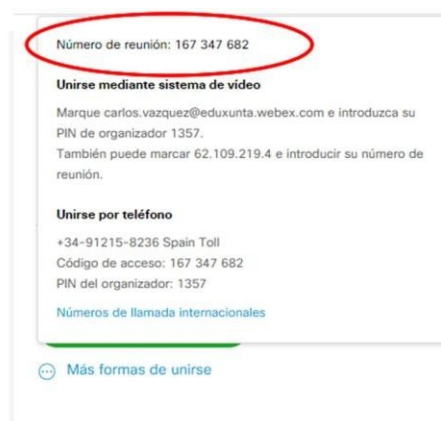 Número de reunión: 167 347 682
Unirse mediante sistema de vídeo
Marque carlos.vazquez@eduxunta.webex.com e introduzca su
PIN de organizador 1357.
También puede marcar 62.109.219.4 e introducir su número de
reunión.
Unirse por teléfono
+34-91215-8236 Spain Toll
Código de acceso: 167 347 682
PIN del organizador: 1357
Números de llamada internacionales
Más formas de unirse